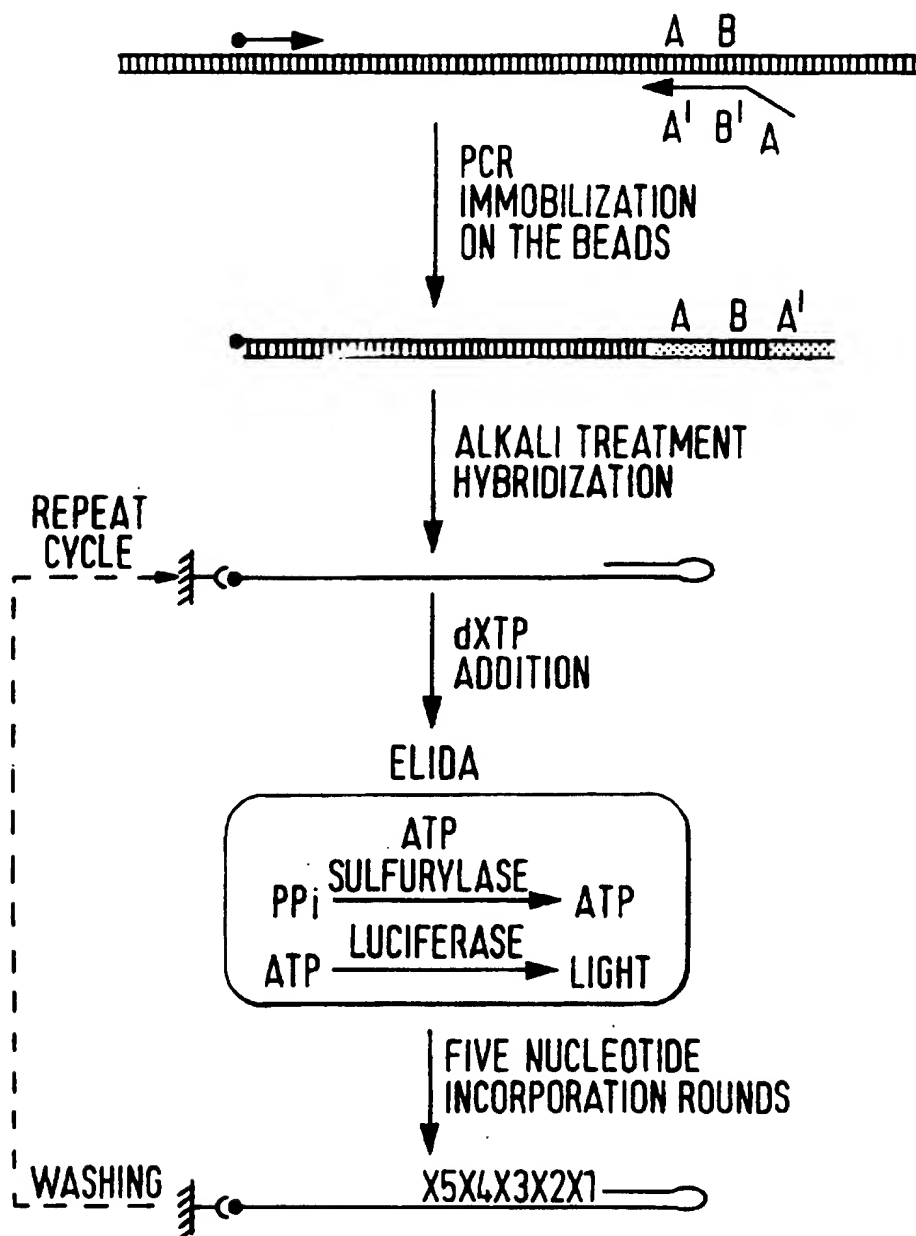 A B
A' B' A
PCR
IMMOBILIZATION
ON THE BEADS
A B A'
ALKALI TREATMENT
HYBRIDIZATION
REPEAT
CYCLE
dXTP
ADDITION
ELIDA
ATP
SULFURYLASE
PPi ATP
LUCIFERASE
ATP LIGHT
FIVE NUCLEOTIDE
INCORPORATION ROUNDS
WASHING
X5X4X3X2X1